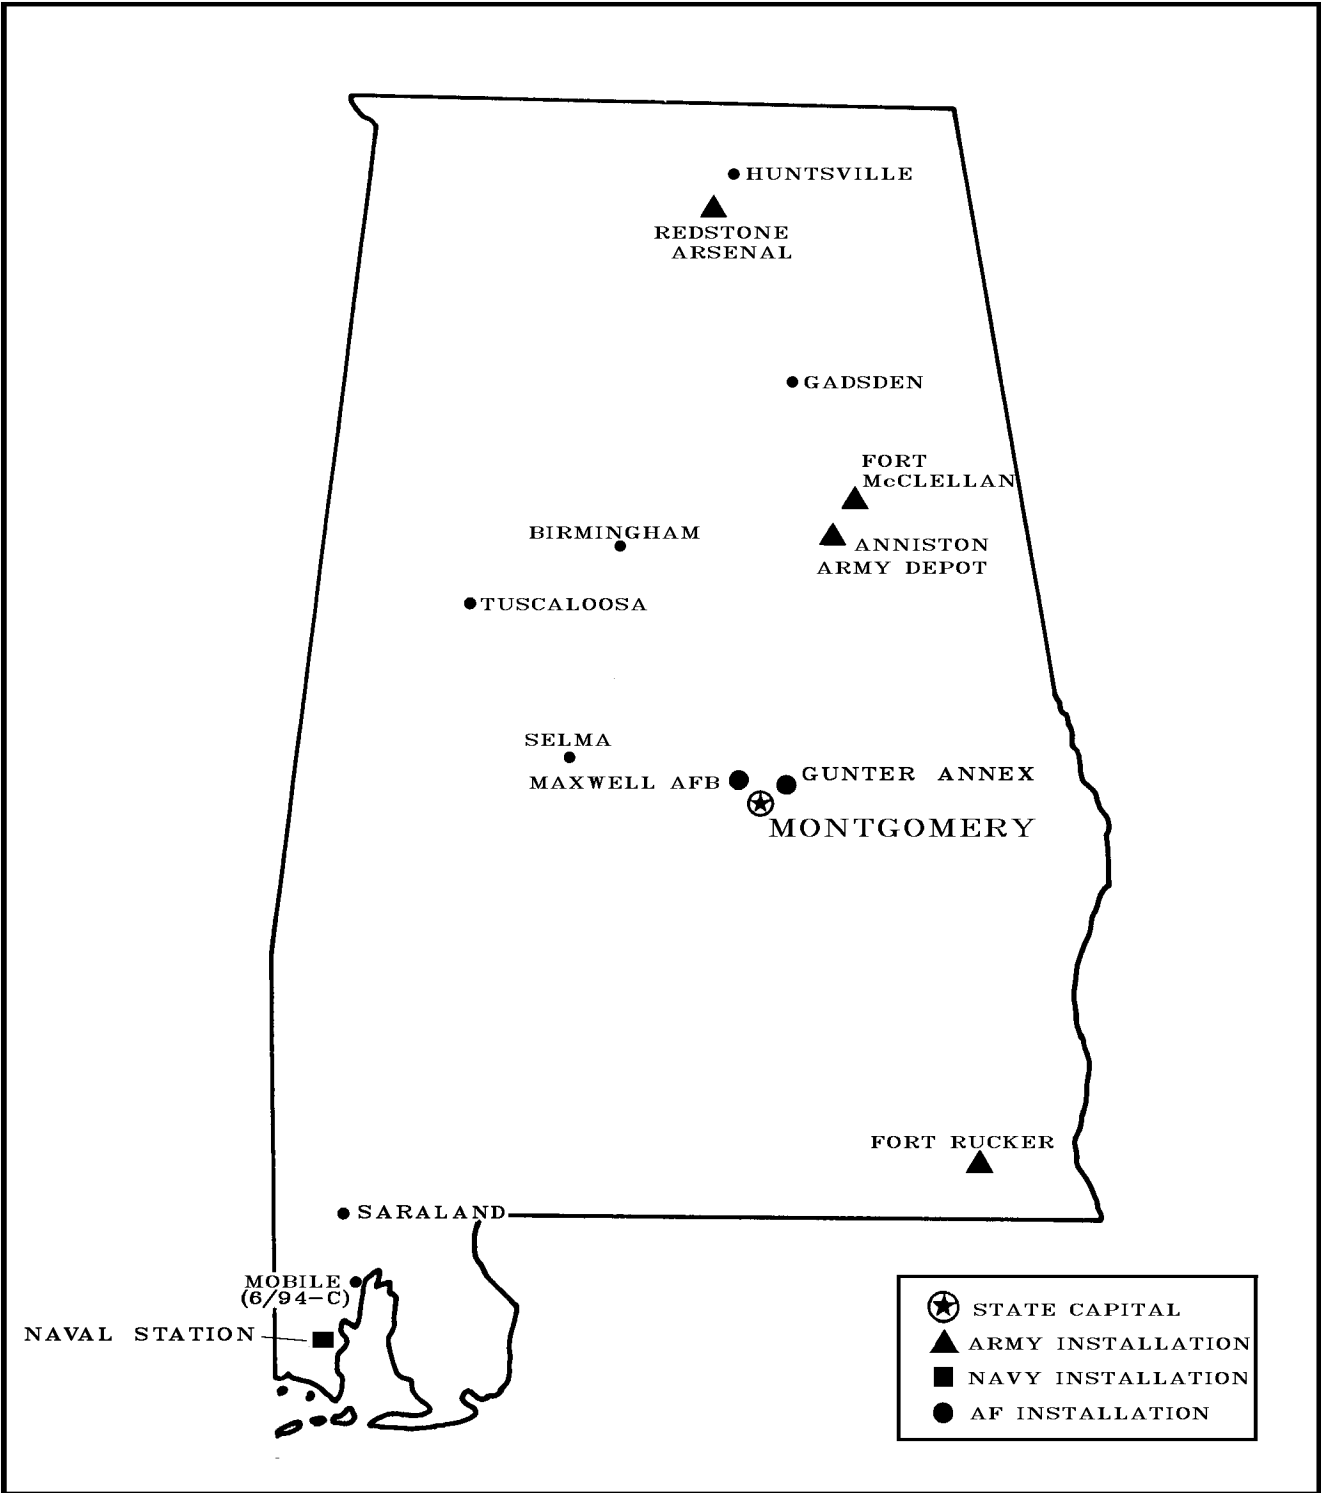 HUNTSVILLE
REDSTONE
ARSENAL
GADSDEN
FORT
McCLELLAN
BIRMINGHAM
ANNISTON
ARMY DEPOT
TUSCALOOSA
SELMA
MAXWELL AFB
GUNTER ANNEX
MONTGOMERY
FORT RUCKER
SARALAND
MOBILE
(6/94-C)
NAVAL STATION
STATE CAPITAL
ARMY INSTALLATION
NAVY INSTALLATION
AF INSTALLATION